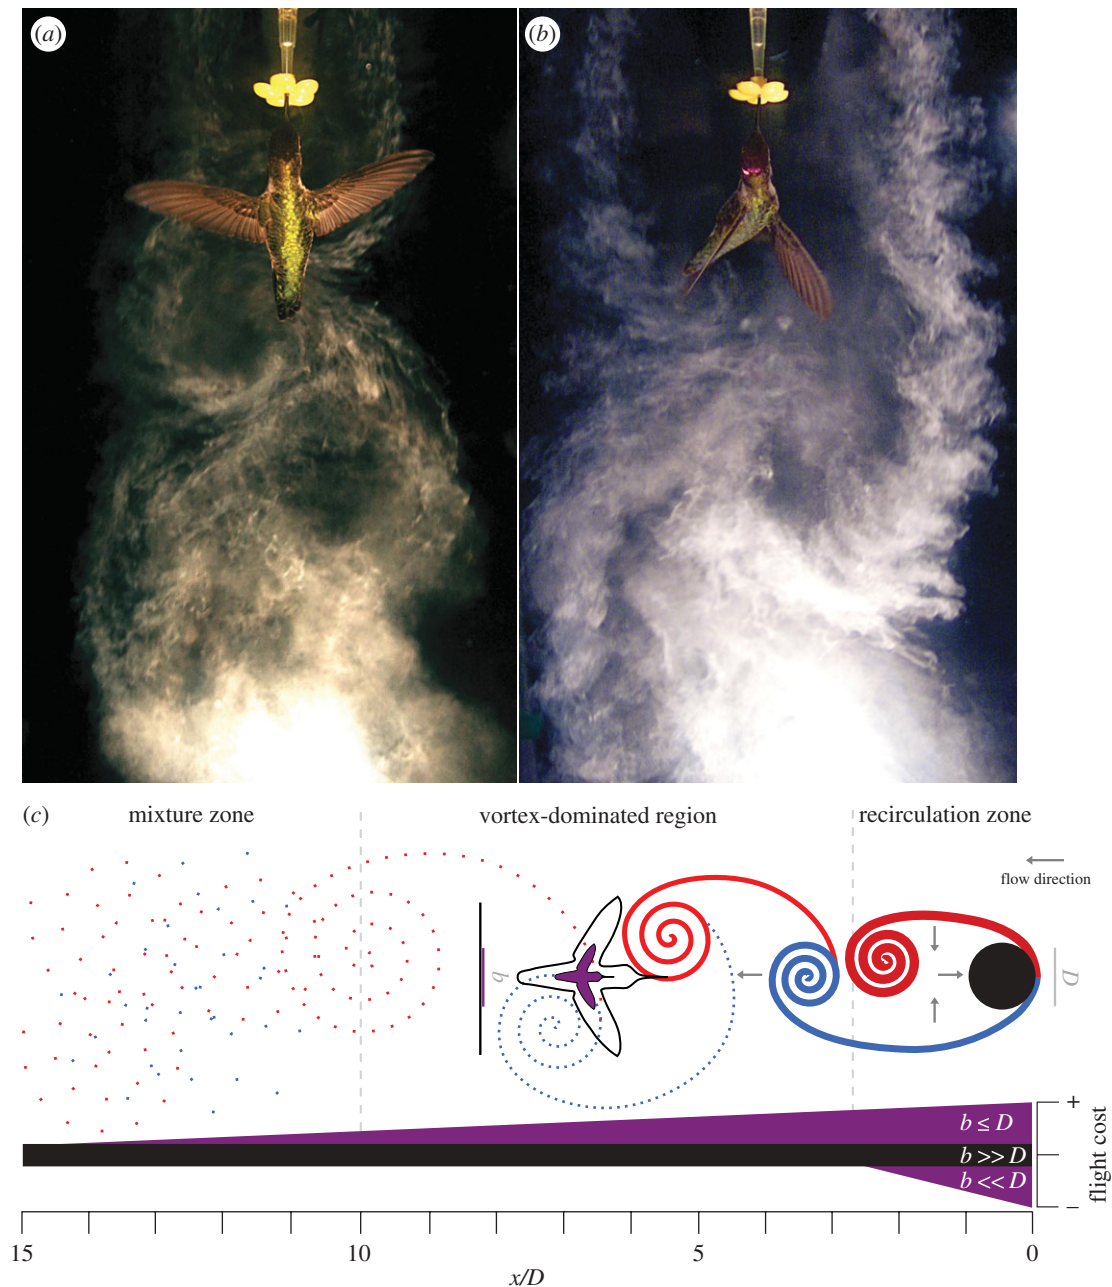 (a)
(b)
(c)
mixture zone
vortex-dominated region
recirculation zone
flow direction
b
D
+
b ≤ D
b >> D
b << D
–
flight cost
15
10
5
0
x/D